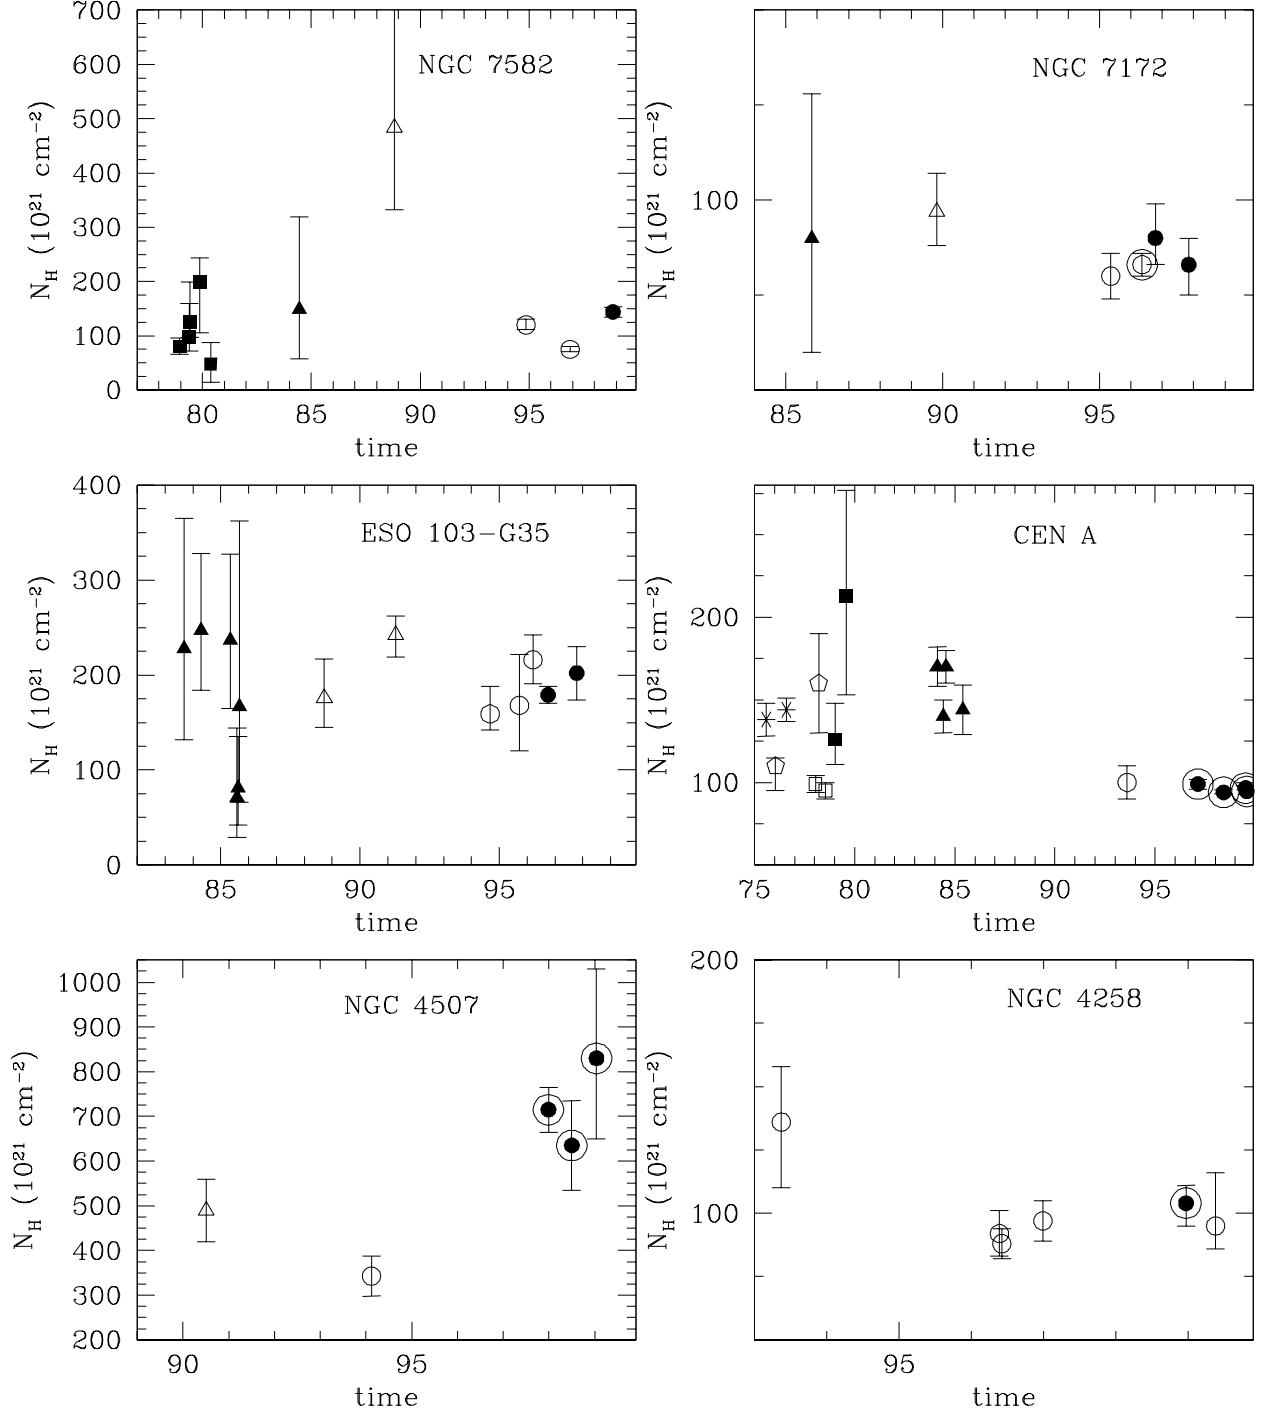 700
600
500
400
300
200
100
0
N_H (10^21 cm^−2)
NGC 7582
80 85 90 95
time
100
N_H (10^21 cm^−2)
NGC 7172
85 90 95
time
400
300
200
100
0
N_H (10^21 cm^−2)
ESO 103−G35
85 90 95
time
200
100
N_H (10^21 cm^−2)
CEN A
75 80 85 90 95
time
1000
900
800
700
600
500
400
300
200
N_H (10^21 cm^−2)
NGC 4507
90 95
time
200
100
N_H (10^21 cm^−2)
NGC 4258
95
time